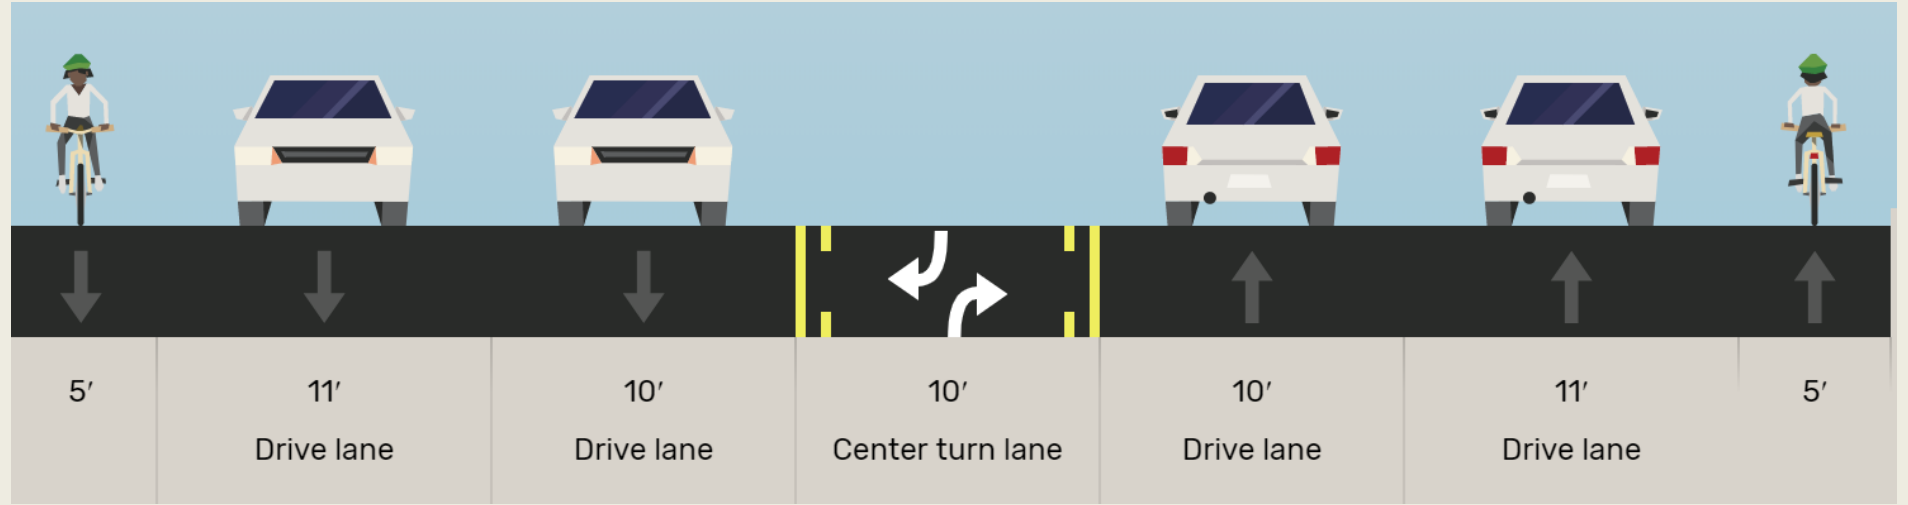 5′ 11′ 10′ 10′ 10′ 11′ 5′
Drive lane Drive lane Center turn lane Drive lane Drive lane